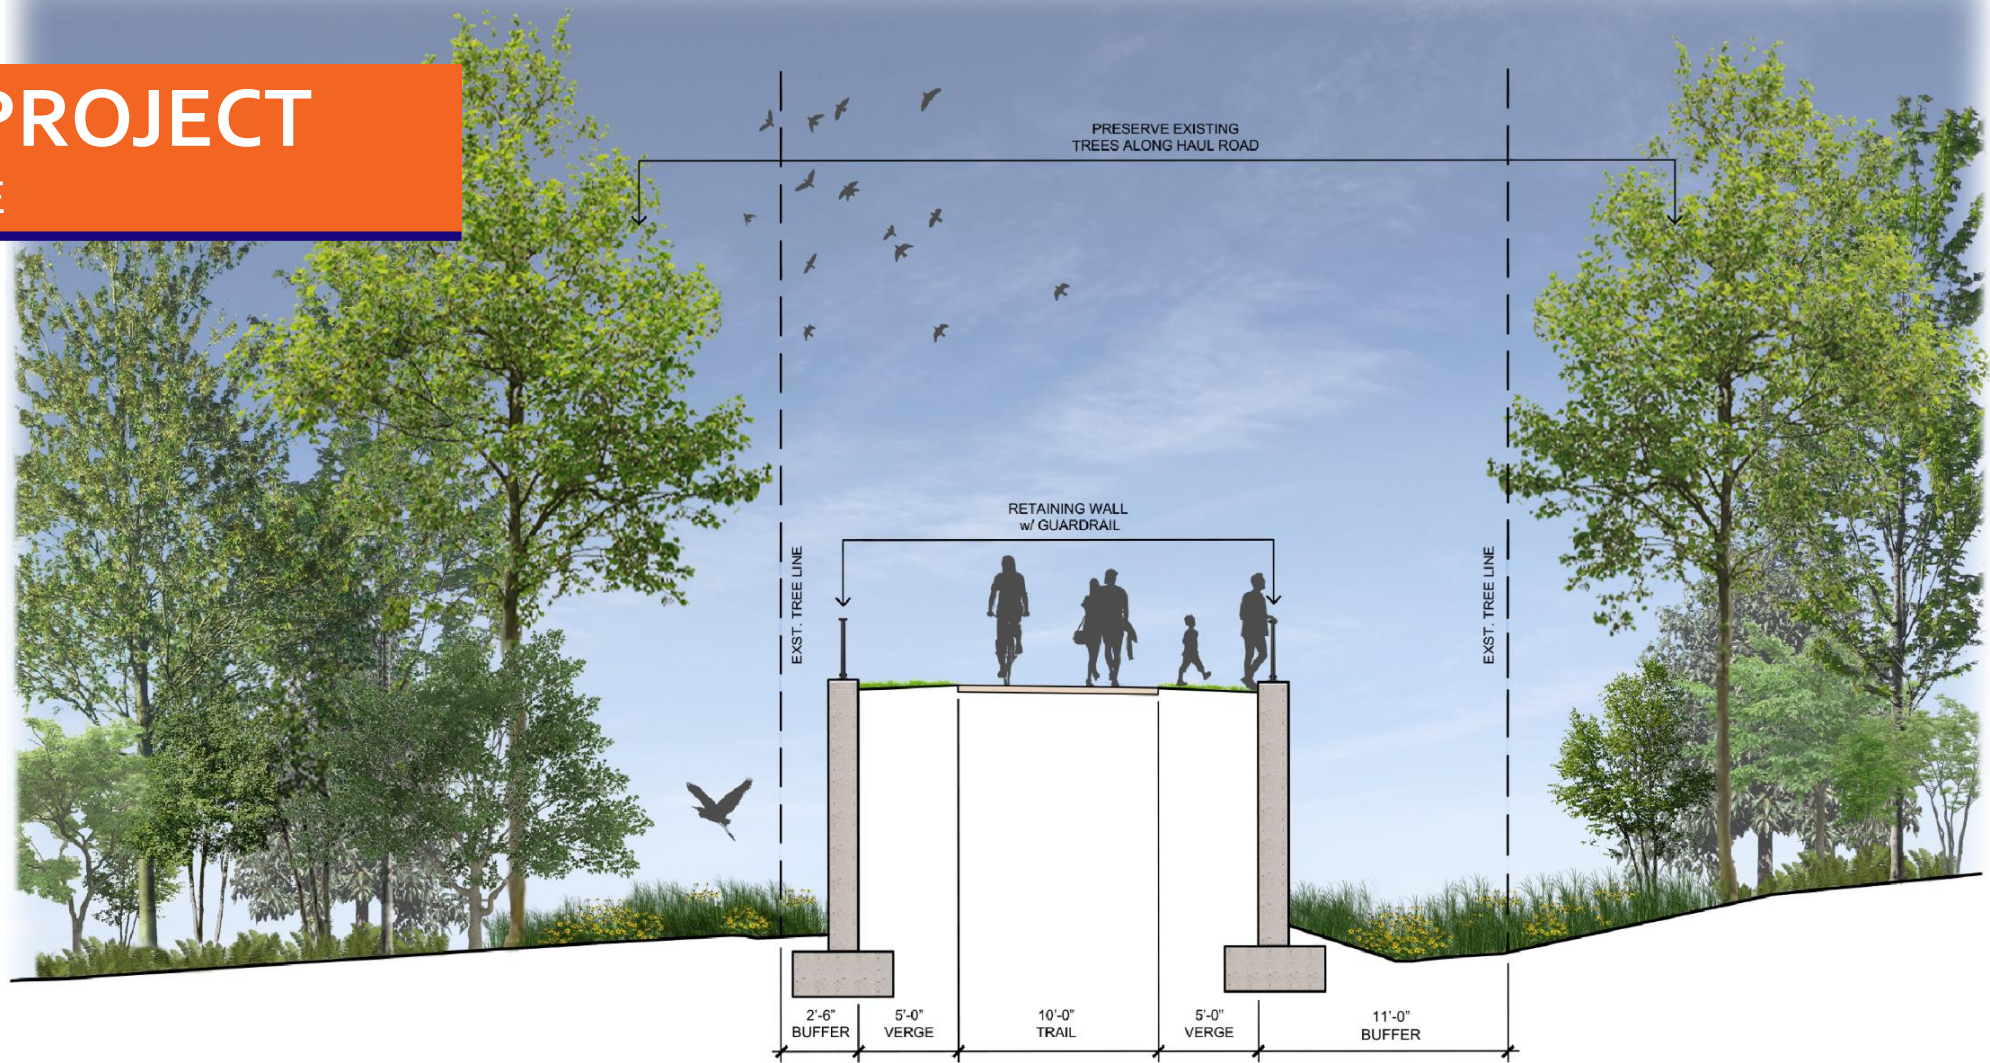 PROJECT
E
PRESERVE EXISTING
TREES ALONG HAUL ROAD
RETAINING WALL
w/ GUARDRAIL
EXST. TREE LINE
EXST. TREE LINE
2'-6"
BUFFER
5'-0"
VERGE
10'-0"
TRAIL
5'-0"
VERGE
11'-0"
BUFFER